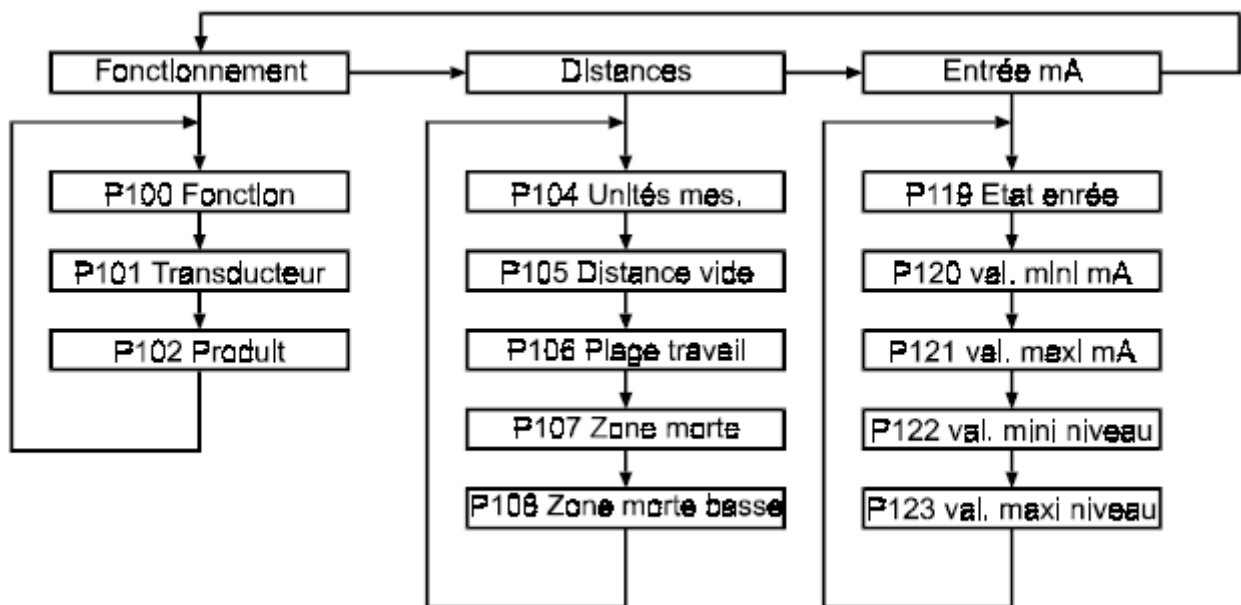 Fonctionnement
Distances
Entrée mA
P100 Fonction
P101 Transducteur
P102 Produit
P104 Unités mes.
P105 Distance vide
P106 Plage travail
P107 Zone morte
P108 Zone morte basse
P119 Etat enrée
P120 val. mini mA
P121 val. maxi mA
P122 val. mini niveau
P123 val. maxi niveau